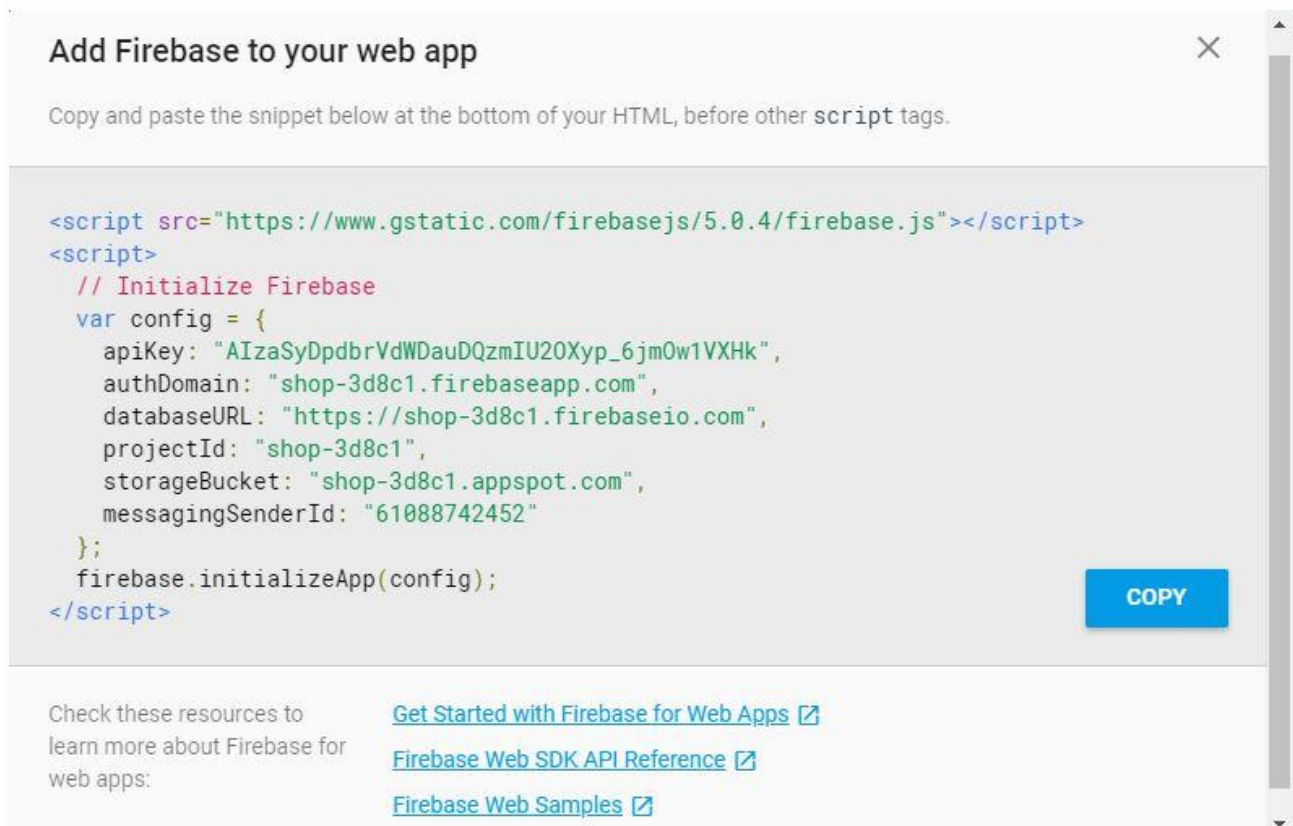 Add Firebase to your web app
Copy and paste the snippet below at the bottom of your HTML, before other script tags.
<script src="https://www.gstatic.com/firebasejs/5.0.4/firebase.js"></script>
<script>
  // Initialize Firebase
  var config = {
    apiKey: "AIzaSyDpdbrVdWDauDQzmIU2OXyp_6jmOw1VXHk",
    authDomain: "shop-3d8c1.firebaseapp.com",
    databaseURL: "https://shop-3d8c1.firebaseio.com",
    projectId: "shop-3d8c1",
    storageBucket: "shop-3d8c1.appspot.com",
    messagingSenderId: "61088742452"
  };
  firebase.initializeApp(config);
</script>
COPY
Check these resources to
learn more about Firebase for
web apps:
Get Started with Firebase for Web Apps
Firebase Web SDK API Reference
Firebase Web Samples